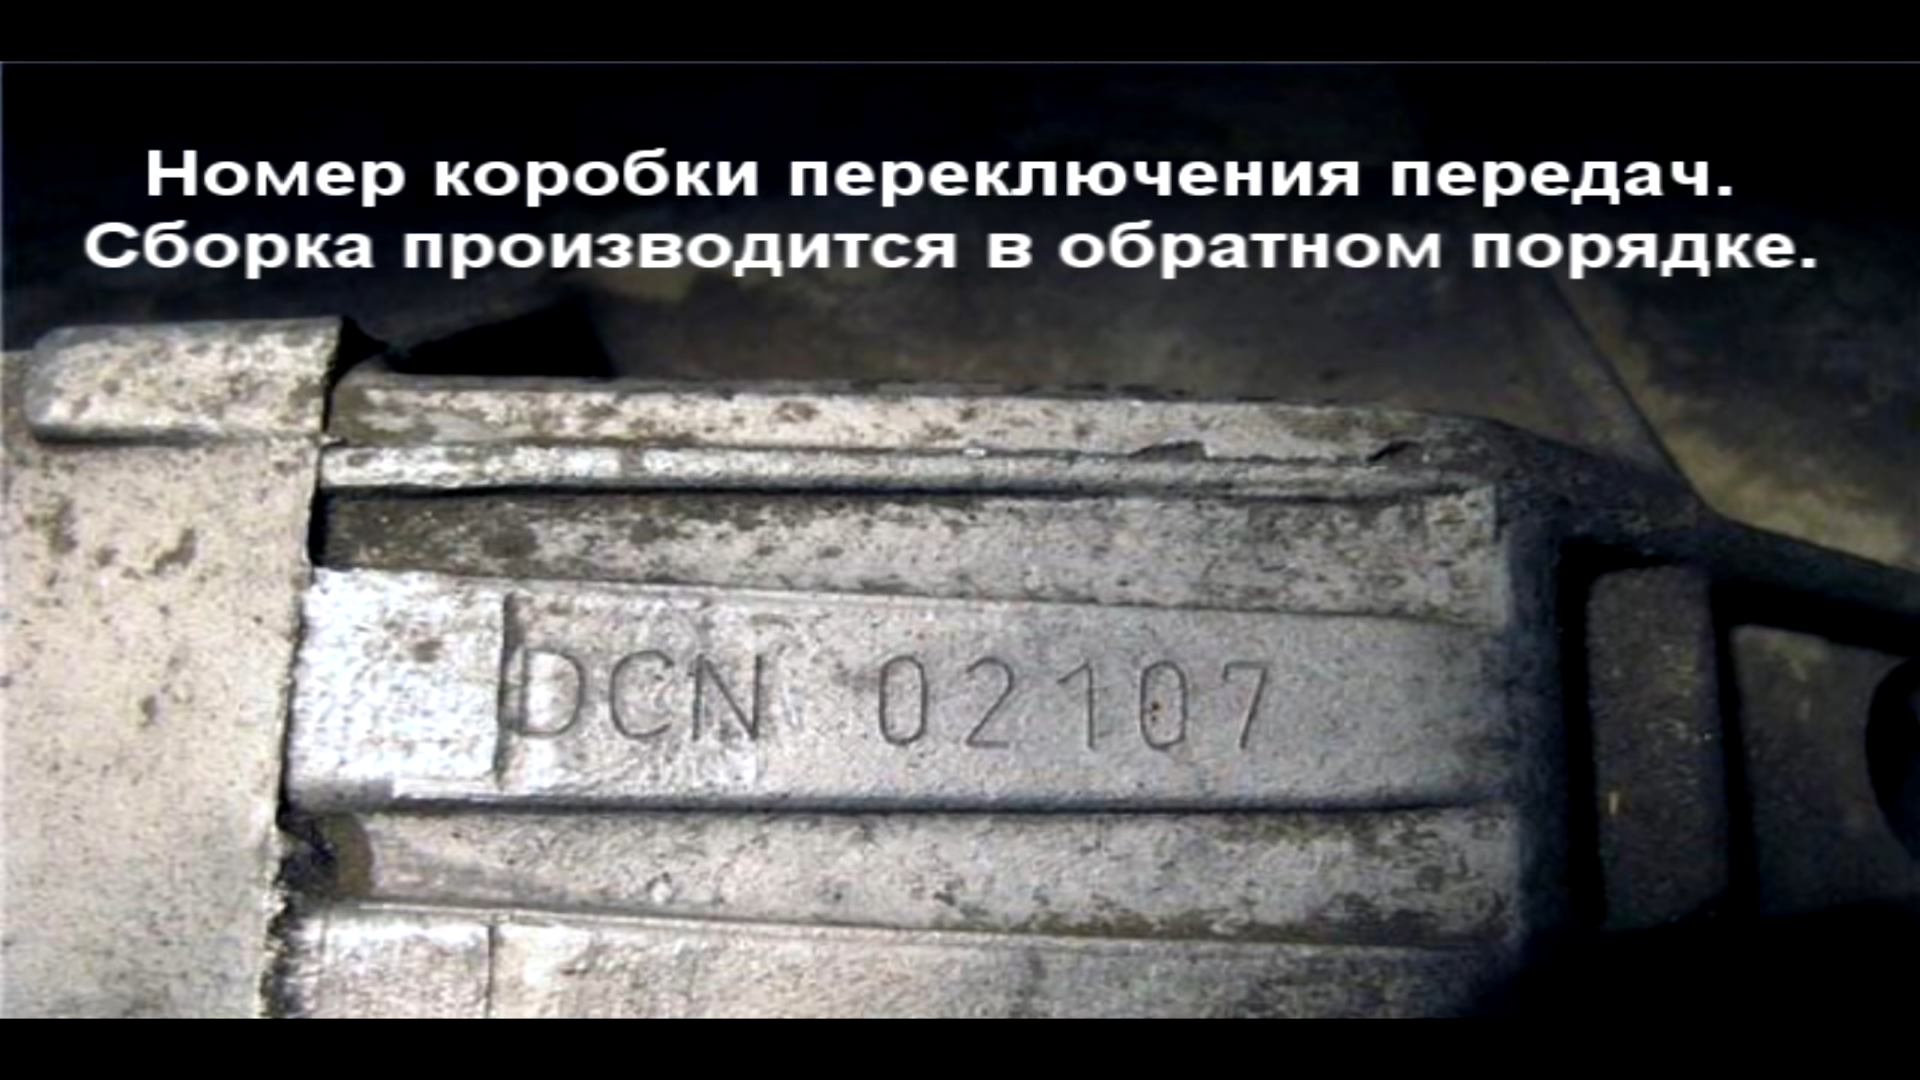 Номер коробки переключения передач.
Сборка производится в обратном порядке.
DCN 02107